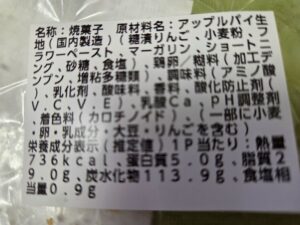 名称：焼菓子 原材料名：アップルパイ生
地（国内製造）（糖漬りんご、小麦粉、フ
ラワーペースト、マーガリン、ショートニ
ング、砂糖、食塩）、鶏卵／糊料（加工デ
ンプン、増粘多糖類）、調味料（アミノ酸
）、乳化剤、酸味料、香料、酸化防止剤（
V．C、V．E）、乳酸Ca、pH調整剤
、着色料（カロチノイド）、（一部に小麦
・卵・乳成分・大豆・りんごを含む）
栄養成分表示（推定値）1P当たり：熱量
736kcal、蛋白質5.0g、脂質2
9.0g、炭水化物113.9g、食塩相
当量0.9g